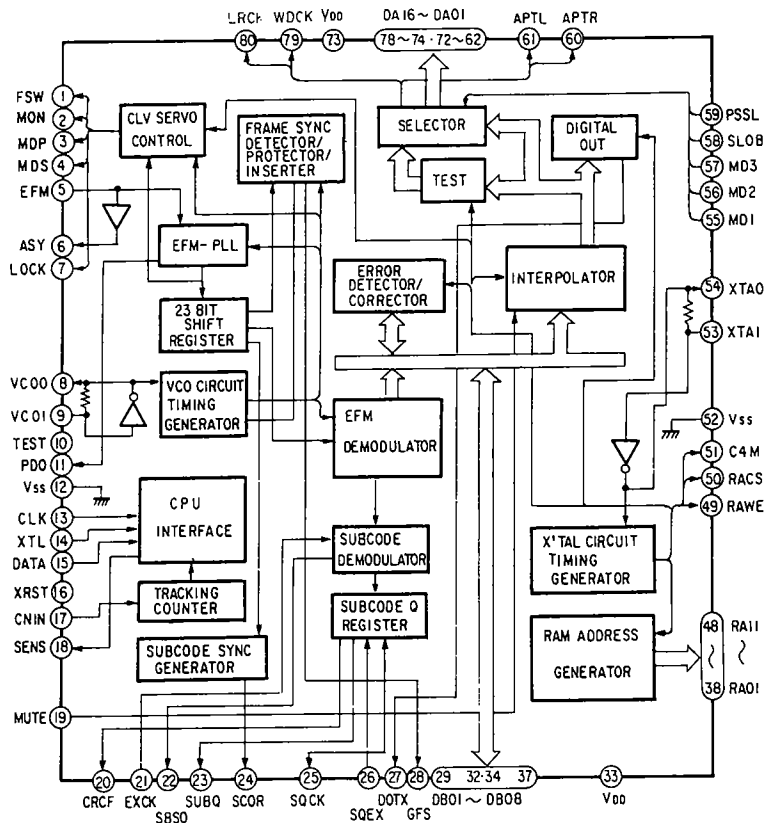 LRCK WDCK VDD DA16~DA01 APTL APTR
80 79 73 78~74·72~62 61 60
FSW 1
MON 2
MDP 3
MDS 4
EFM 5
ASY 6
LOCK 7
VCOO 8
VCOI 9
TEST 10
PDO 11
Vss 12
CLK 13
XTL 14
DATA 15
XRST 16
CNIN 17
SENS 18
MUTE 19
CLV SERVO
CONTROL
FRAME SYNC
DETECTOR/
PROTECTOR/
INSERTER
SELECTOR
DIGITAL
OUT
TEST
EFM-PLL
ERROR
DETECTOR/
CORRECTOR
INTERPOLATOR
23 BIT
SHIFT
REGISTER
VCO CIRCUIT
TIMING
GENERATOR
EFM
DEMODULATOR
CPU
INTERFACE
SUBCODE
DEMODULATOR
X'TAL CIRCUIT
TIMING
GENERATOR
TRACKING
COUNTER
SUBCODE Q
REGISTER
SUBCODE SYNC
GENERATOR
RAM ADDRESS
GENERATOR
59 PSSL
58 SLOB
57 MD3
56 MD2
55 MD1
54 XTAO
53 XTAI
52 Vss
51 C4M
50 RACS
49 RAWE
48 RA11
~ ~
38 RA01
20 21 22 23 24 25 26 27 28 29 32·34 37 33
CRCF EXCK SBSO SUBQ SCOR SQCK SQEX DOTX GFS DB01~DB08 VDD